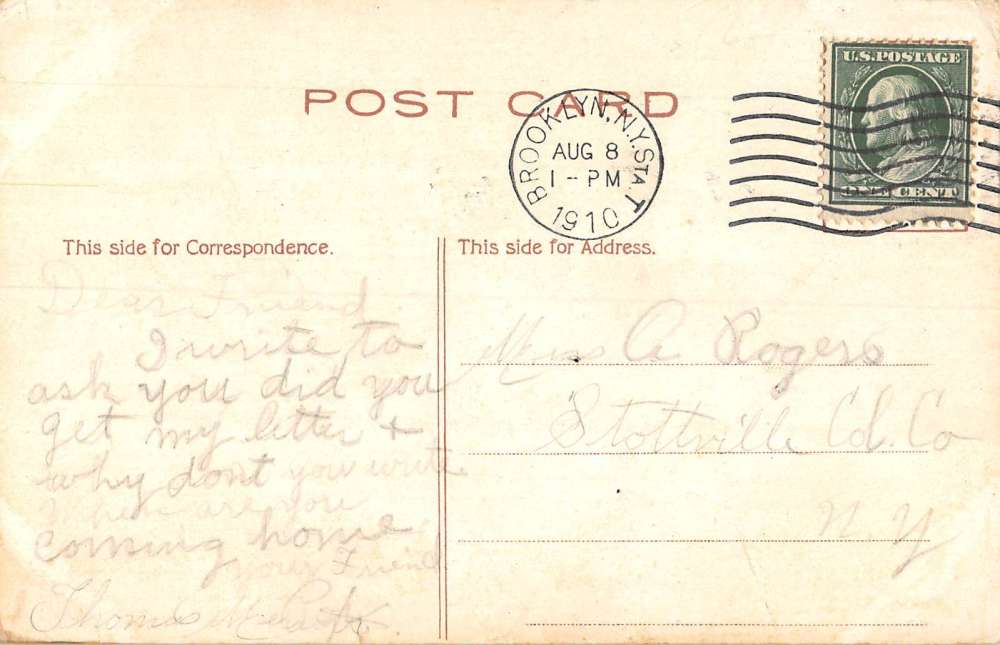 POST CARD
BROOKLYN, N.Y. STA. T
AUG 8
1 - PM
1910
U.S. POSTAGE
ONE CENT
This side for Correspondence.
Dear Friend
I write to
ask you did you
get my letter +
why dont you write
When are you
coming home
your Friend
Thomas
This side for Address.
A Rogers
Stottville Col. Co
N Y